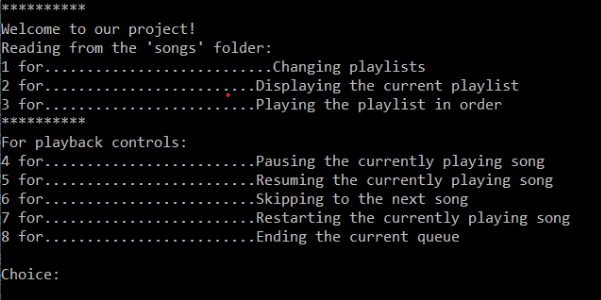 **********
Welcome to our project!
Reading from the 'songs' folder:
1 for...........................Changing playlists
2 for.........................Displaying the current playlist
3 for.........................Playing the playlist in order
**********
For playback controls:
4 for.........................Pausing the currently playing song
5 for.........................Resuming the currently playing song
6 for.........................Skipping to the next song
7 for.........................Restarting the currently playing song
8 for.........................Ending the current queue
Choice: